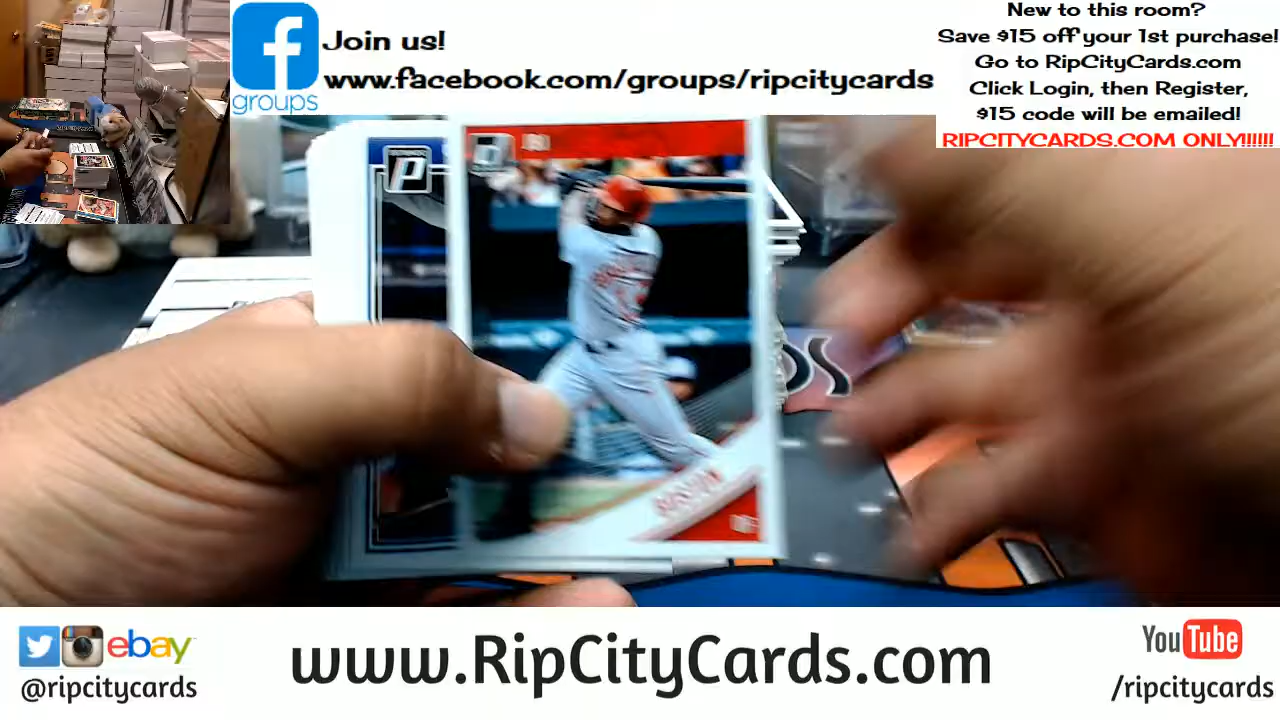 Join us!
www.facebook.com/groups/ripcitycards
groups
New to this room?
Save $15 off your 1st purchase!
Go to RipCityCards.com
Click Login, then Register,
$15 code will be emailed!
RIPCITYCARDS.COM ONLY!!!!!!
P
BOSTON
ebay
@ripcitycards
www.RipCityCards.com
YouTube
/ripcitycards